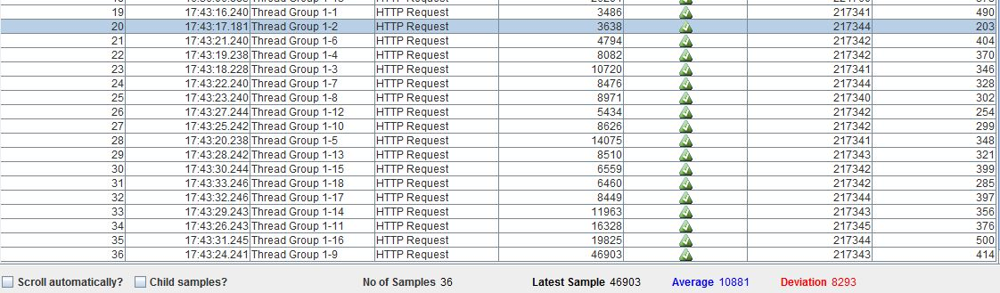 19 17:43:16.240 Thread Group 1-1 HTTP Request 3486 217341 490
20 17:43:17.181 Thread Group 1-2 HTTP Request 3638 217344 203
21 17:43:21.240 Thread Group 1-6 HTTP Request 4794 217342 404
22 17:43:19.238 Thread Group 1-4 HTTP Request 8082 217342 370
23 17:43:18.228 Thread Group 1-3 HTTP Request 10720 217341 346
24 17:43:22.240 Thread Group 1-7 HTTP Request 8476 217344 328
25 17:43:23.240 Thread Group 1-8 HTTP Request 8971 217340 302
26 17:43:27.244 Thread Group 1-12 HTTP Request 5434 217342 254
27 17:43:25.242 Thread Group 1-10 HTTP Request 8626 217342 299
28 17:43:20.238 Thread Group 1-5 HTTP Request 14075 217341 348
29 17:43:28.242 Thread Group 1-13 HTTP Request 8510 217343 321
30 17:43:30.244 Thread Group 1-15 HTTP Request 6559 217342 399
31 17:43:33.246 Thread Group 1-18 HTTP Request 6460 217342 285
32 17:43:32.246 Thread Group 1-17 HTTP Request 8449 217344 397
33 17:43:29.243 Thread Group 1-14 HTTP Request 11963 217343 356
34 17:43:26.243 Thread Group 1-11 HTTP Request 16328 217345 376
35 17:43:31.245 Thread Group 1-16 HTTP Request 19825 217344 500
36 17:43:24.241 Thread Group 1-9 HTTP Request 46903 217343 414
Scroll automatically? Child samples? No of Samples 36 Latest Sample 46903 Average 10881 Deviation 8293